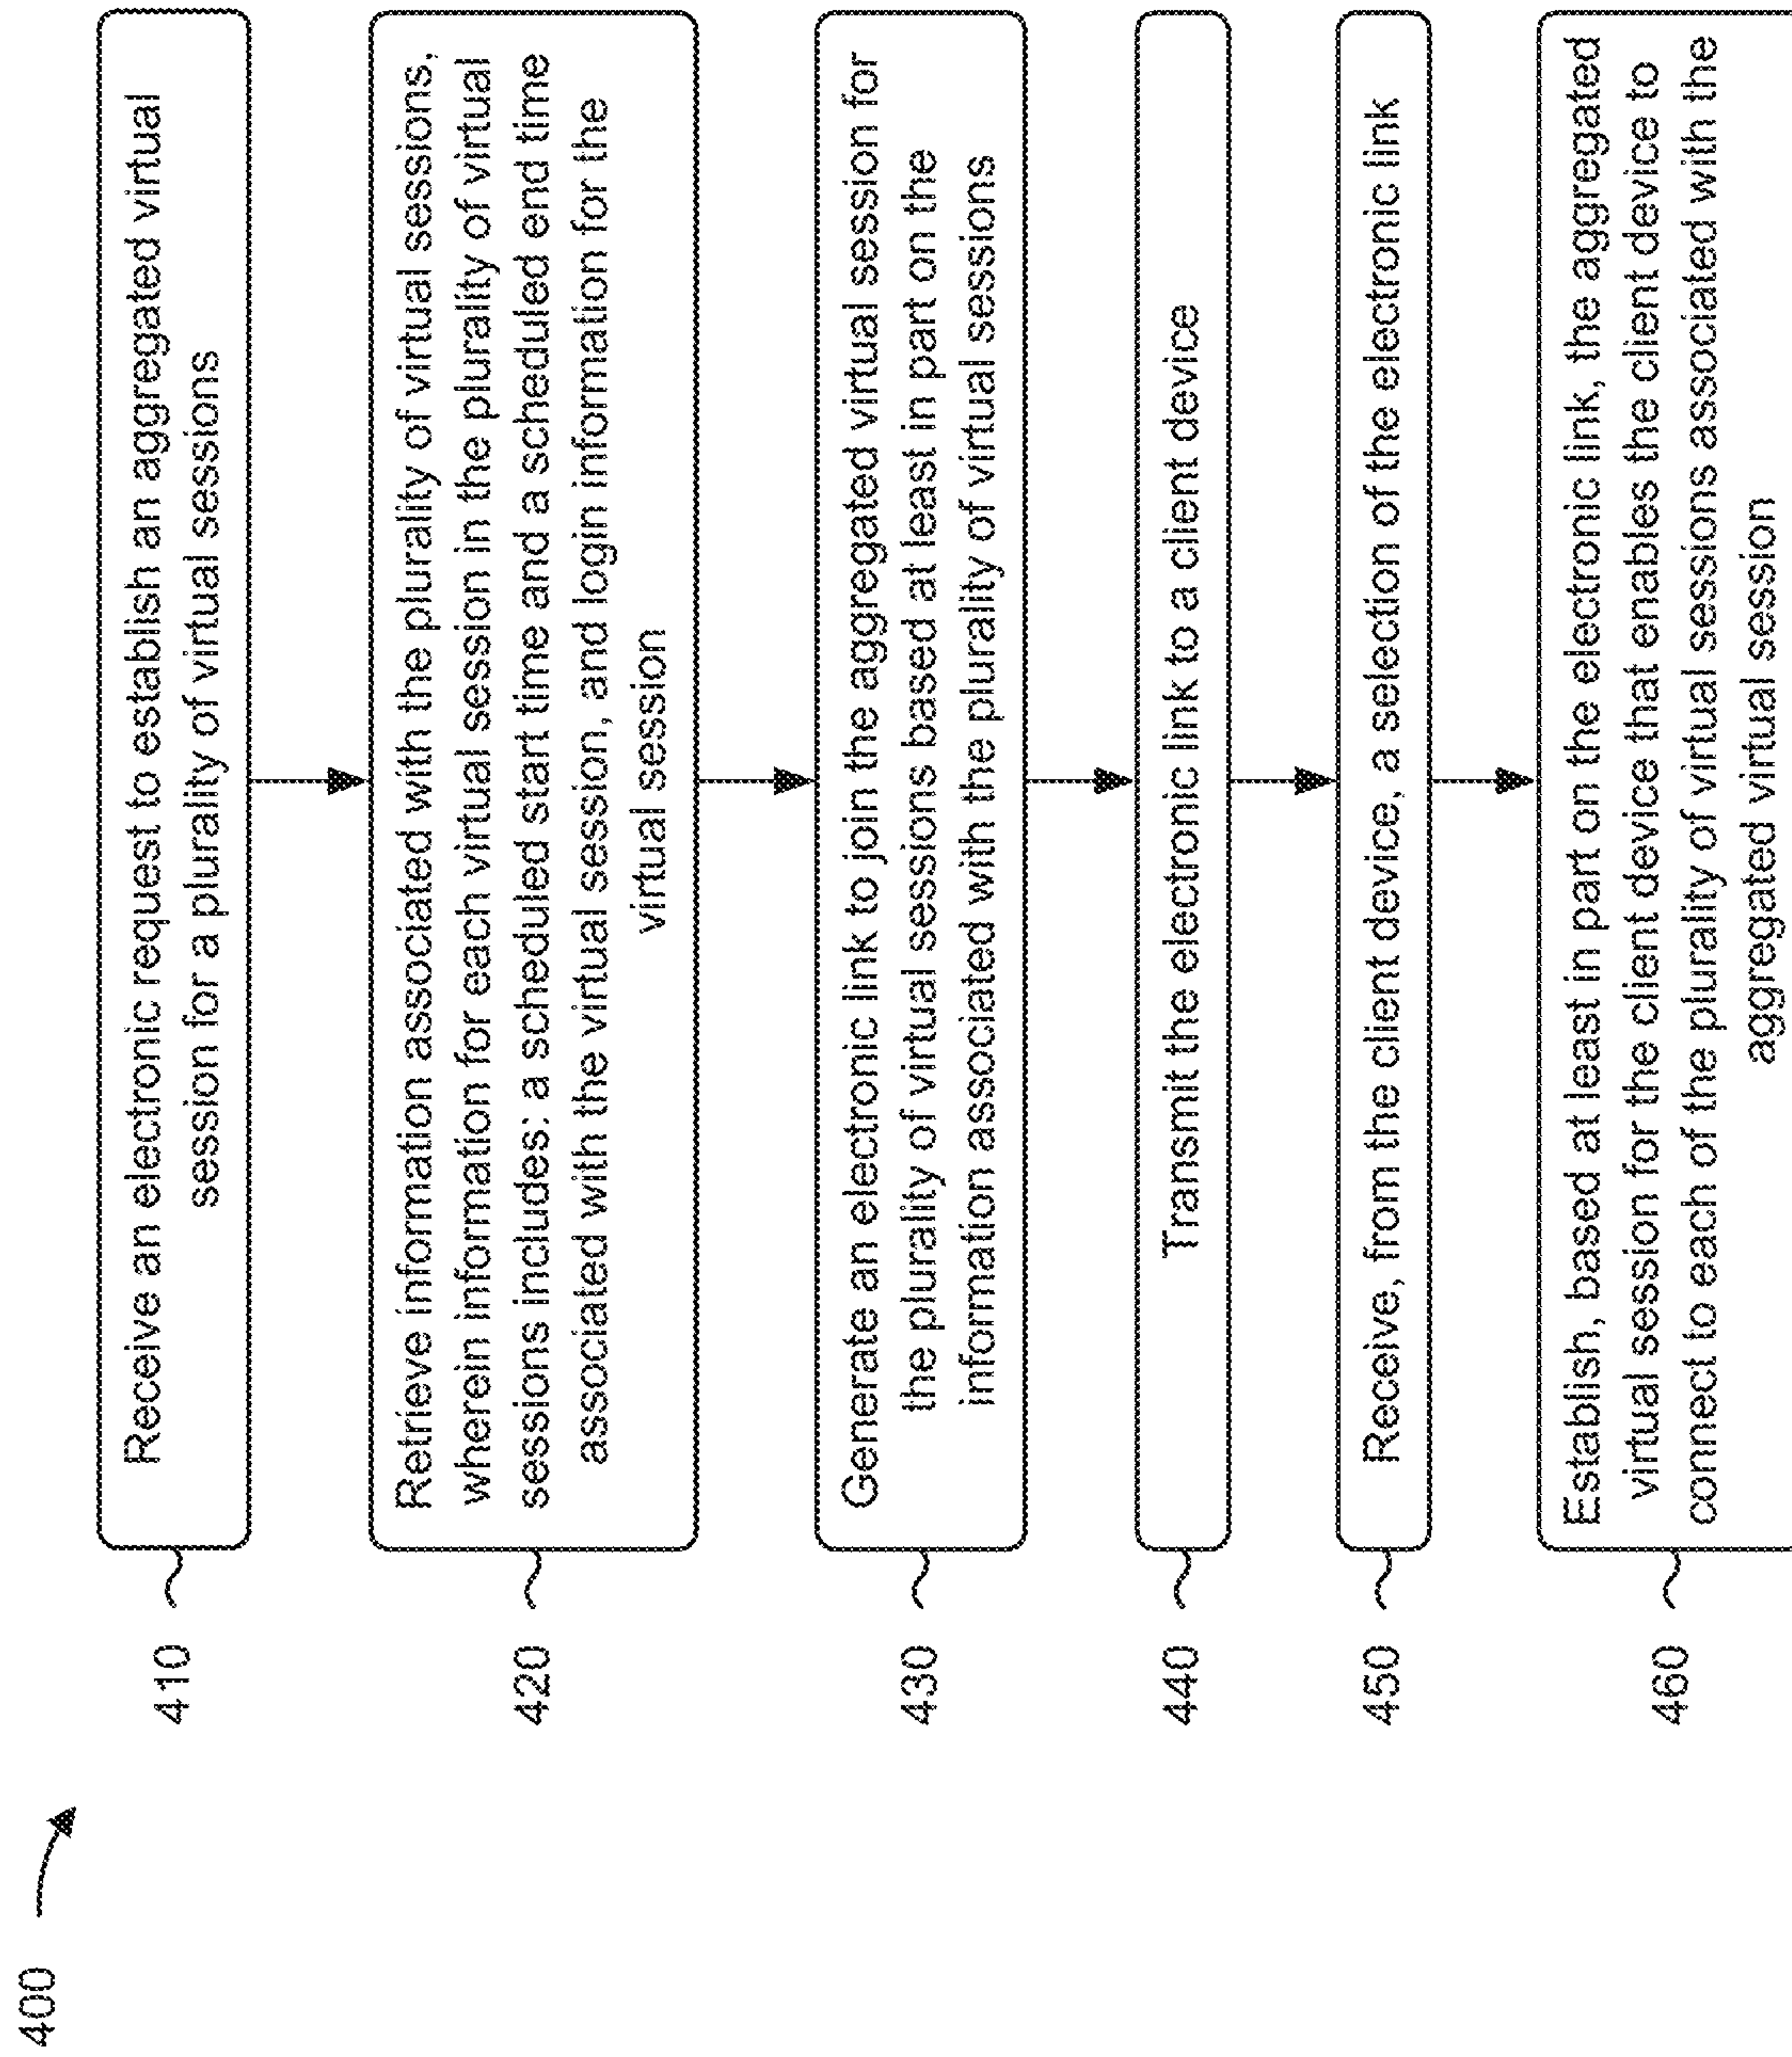 400
410
Receive an electronic request to establish an aggregated virtual
session for a plurality of virtual sessions
420
Retrieve information associated with the plurality of virtual sessions,
wherein information for each virtual session in the plurality of virtual
sessions includes: a scheduled start time and a scheduled end time
associated with the virtual session, and login information for the
virtual session
430
Generate an electronic link to join the aggregated virtual session for
the plurality of virtual sessions based at least in part on the
information associated with the plurality of virtual sessions
440
Transmit the electronic link to a client device
450
Receive, from the client device, a selection of the electronic link
460
Establish, based at least in part on the electronic link, the aggregated
virtual session for the client device that enables the client device to
connect to each of the plurality of virtual sessions associated with the
aggregated virtual session